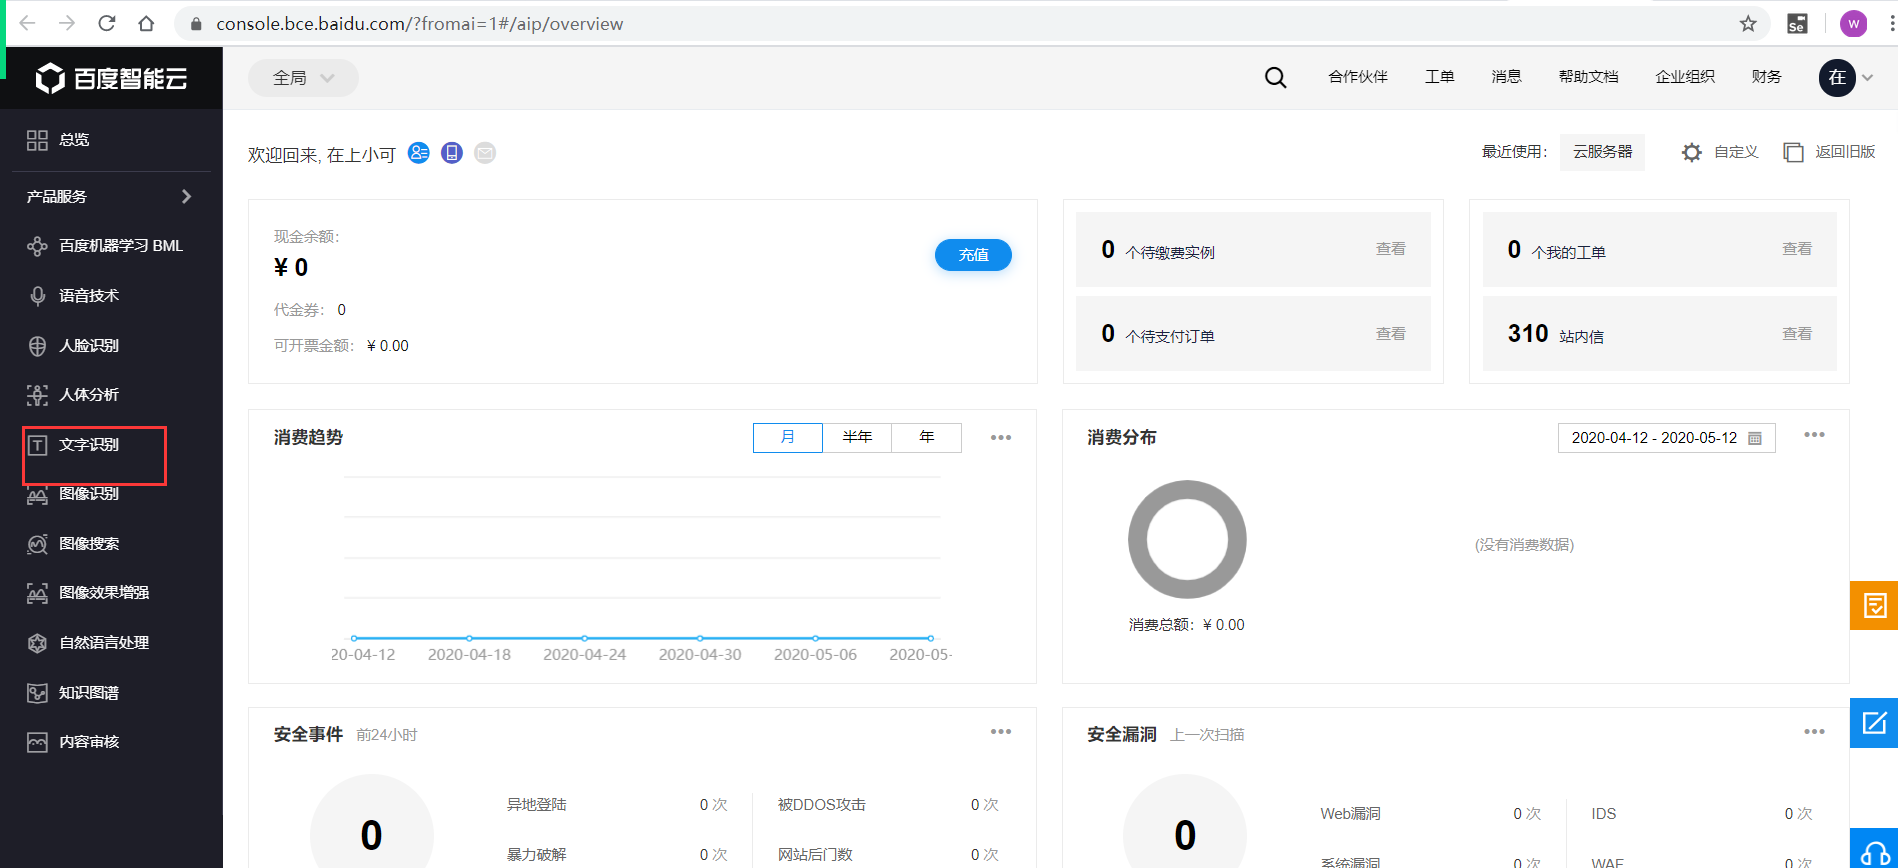 console.bce.baidu.com/?fromai=1#/aip/overview
Se
W
百度智能云
全局
合作伙伴
工单
消息
帮助文档
企业组织
财务
在
总览
产品服务
百度机器学习 BML
语音技术
人脸识别
人体分析
文字识别
图像识别
图像搜索
图像效果增强
自然语言处理
知识图谱
内容审核
欢迎回来, 在上小可
最近使用：
云服务器
自定义
返回旧版
现金余额：
¥ 0
充值
代金券： 0
可开票金额： ¥ 0.00
0 个待缴费实例 查看
0 个待支付订单 查看
0 个我的工单 查看
310 站内信 查看
消费趋势
月 半年 年
20-04-12 2020-04-18 2020-04-24 2020-04-30 2020-05-06 2020-05-
消费分布
2020-04-12 - 2020-05-12
(没有消费数据)
消费总额：¥ 0.00
安全事件 前24小时
0
异地登陆 0 次
被DDOS攻击 0 次
暴力破解 0 次
网站后门数 0 次
安全漏洞 上一次扫描
0
Web漏洞 0 次
IDS 0 次
系统漏洞 0 次
WAF 0 次